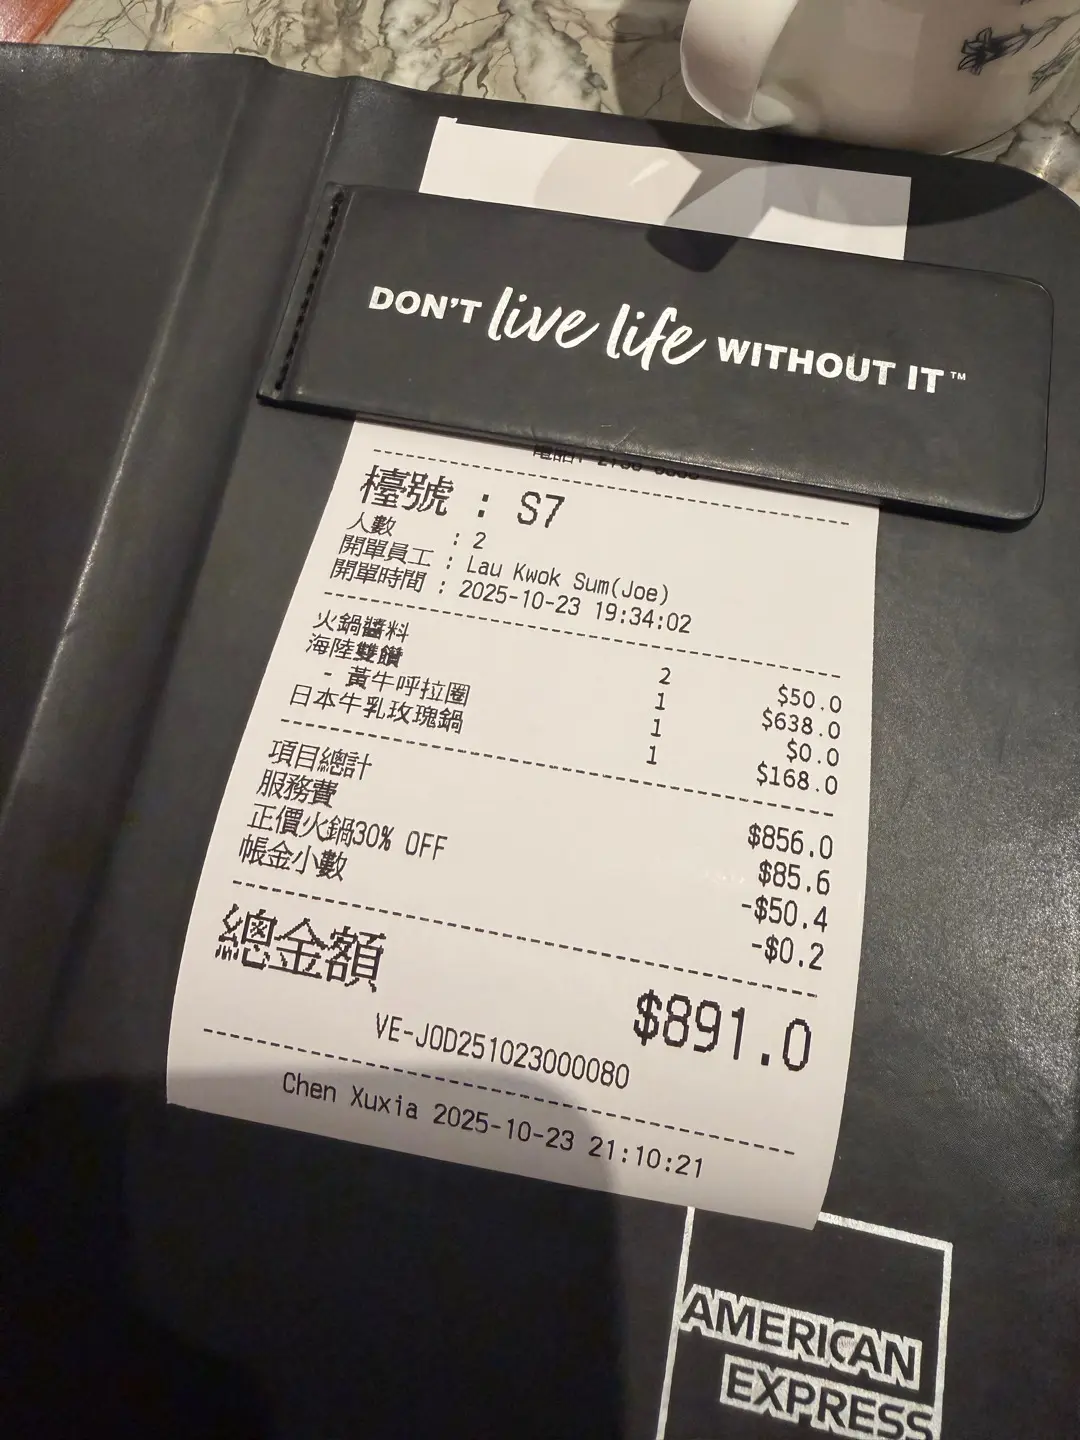 DON'T live life WITHOUT IT™
檯號 : S7
人數 : 2
開單員工 : Lau Kwok Sum(Joe)
開單時間 : 2025-10-23 19:34:02
火鍋醬料 2 $50.0
海陸雙饌 1 $638.0
- 黃牛呼拉圈 1 $0.0
日本牛乳玫瑰鍋 1 $168.0
項目總計 $856.0
服務費 $85.6
正價火鍋30% OFF -$50.4
帳金小數 -$0.2
總金額 $891.0
VE-JOD251023000080
Chen Xuxia 2025-10-23 21:10:21
AMERICAN
EXPRESS